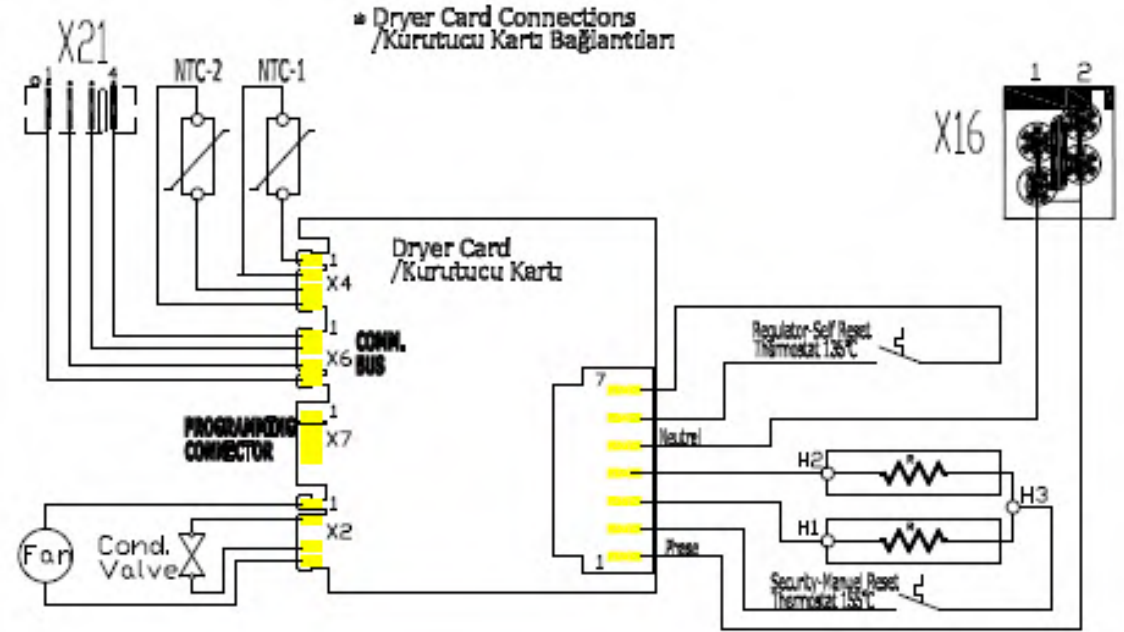 * Dryer Card Connections
/Kurutucu Kartı Bağlantıları
X21
1 4
NTC-2 NTC-1
1 2
X16
Dryer Card
/Kurutucu Kartı
1
X4
1
X6 COMM.
BUS
1
X7
PROGRAMMING
CONNECTOR
1
X2
Fan
Cond.
Valve
7
1
Regulator-Self Reset
Thermostat 135°C
Neutrel
H2 R
H3
H1 R
Phase
Security-Manuel Reset
Thermostat 155°C